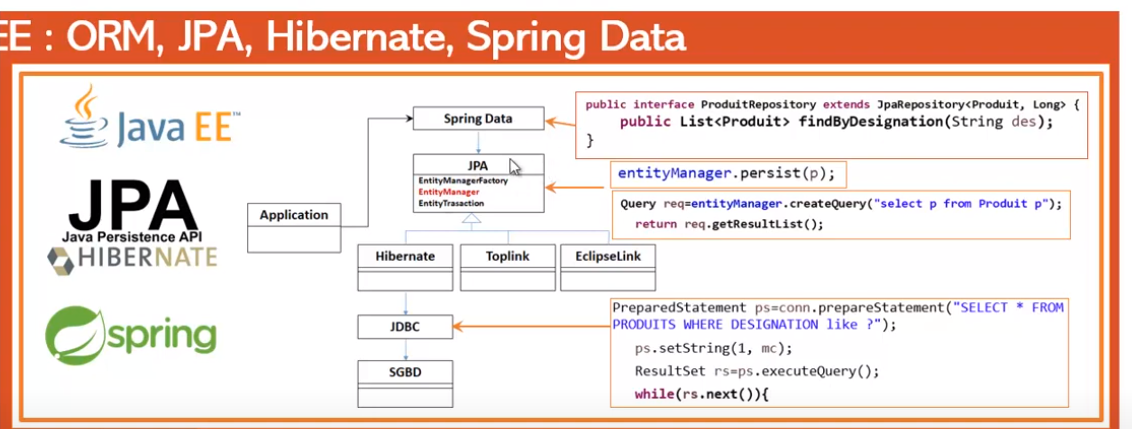 EE : ORM, JPA, Hibernate, Spring Data
Java EE™
JPA
Java Persistence API
HIBERNATE
spring
Application
Spring Data
JPA
EntityManagerFactory
EntityManager
EntityTrasaction
Hibernate
Toplink
EclipseLink
JDBC
SGBD
public interface ProduitRepository extends JpaRepository<Produit, Long> {
public List<Produit> findByDesignation(String des);
}
entityManager.persist(p);
Query req=entityManager.createQuery("select p from Produit p");
return req.getResultList();
PreparedStatement ps=conn.prepareStatement("SELECT * FROM
PRODUITS WHERE DESIGNATION like ?");
ps.setString(1, mc);
ResultSet rs=ps.executeQuery();
while(rs.next()){